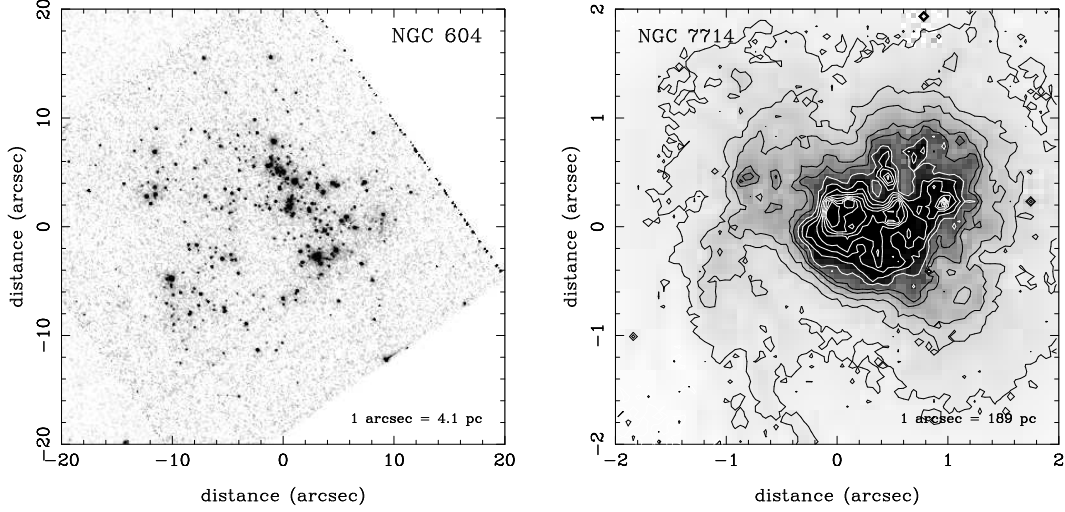 NGC 604
20
10
0
−10
−20
distance (arcsec)
1 arcsec = 4.1 pc
−20 −10 0 10 20
distance (arcsec)
NGC 7714
2
1
0
−1
−2
distance (arcsec)
1 arcsec = 189 pc
−2 −1 0 1 2
distance (arcsec)